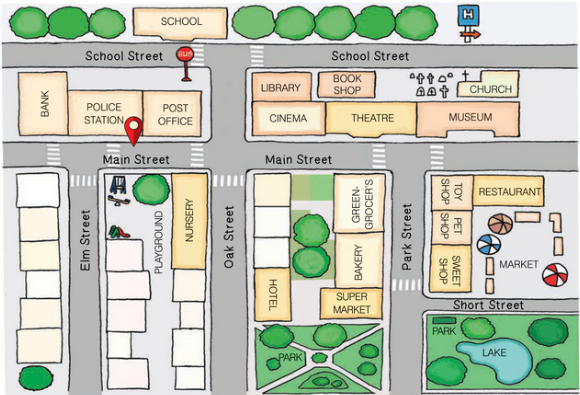 SCHOOL
H
School Street
BUS
School Street
BANK
POLICE
STATION
POST
OFFICE
LIBRARY
BOOK
SHOP
CHURCH
CINEMA
THEATRE
MUSEUM
Main Street
Main Street
Elm Street
PLAYGROUND
NURSERY
Oak Street
HOTEL
GREEN-
GROCER'S
BAKERY
SUPER
MARKET
PARK
Park Street
TOY
SHOP
PET
SHOP
SWEET
SHOP
RESTAURANT
MARKET
Short Street
PARK
LAKE